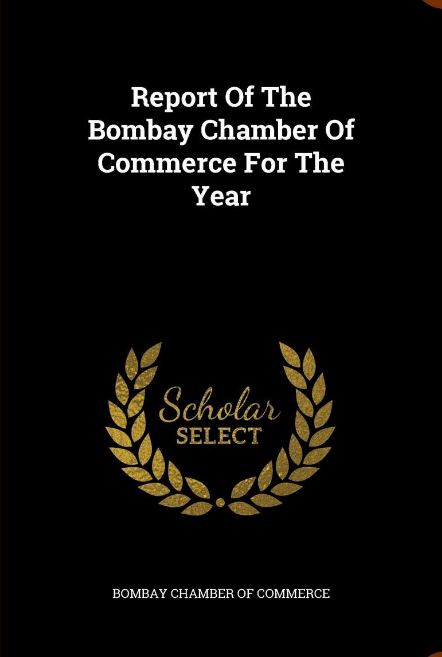 Report Of The
Bombay Chamber Of
Commerce For The
Year
Scholar
SELECT
BOMBAY CHAMBER OF COMMERCE